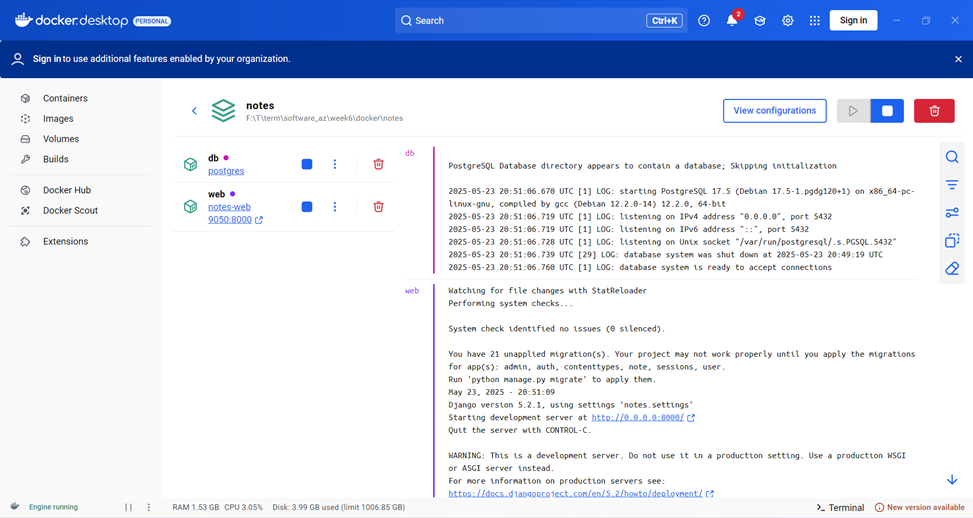 docker.desktop PERSONAL
Search
Ctrl+K
2
Sign in
Sign in to use additional features enabled by your organization.
Containers
Images
Volumes
Builds
Docker Hub
Docker Scout
Extensions
notes
F:\T\term\software_az\week6\docker\notes
View configurations
db
postgres
web
notes-web
9050:8000
db
PostgreSQL Database directory appears to contain a database; Skipping initialization
2025-05-23 20:51:06.670 UTC [1] LOG: starting PostgreSQL 17.5 (Debian 17.5-1.pgdg120+1) on x86_64-pc-
linux-gnu, compiled by gcc (Debian 12.2.0-14) 12.2.0, 64-bit
2025-05-23 20:51:06.719 UTC [1] LOG: listening on IPv4 address "0.0.0.0", port 5432
2025-05-23 20:51:06.719 UTC [1] LOG: listening on IPv6 address "::", port 5432
2025-05-23 20:51:06.728 UTC [1] LOG: listening on Unix socket "/var/run/postgresql/.s.PGSQL.5432"
2025-05-23 20:51:06.739 UTC [29] LOG: database system was shut down at 2025-05-23 20:49:19 UTC
2025-05-23 20:51:06.760 UTC [1] LOG: database system is ready to accept connections
web
Watching for file changes with StatReloader
Performing system checks...
System check identified no issues (0 silenced).
You have 21 unapplied migration(s). Your project may not work properly until you apply the migrations
for app(s): admin, auth, contenttypes, note, sessions, user.
Run 'python manage.py migrate' to apply them.
May 23, 2025 - 20:51:09
Django version 5.2.1, using settings 'notes.settings'
Starting development server at http://0.0.0.0:8000/
Quit the server with CONTROL-C.
WARNING: This is a development server. Do not use it in a production setting. Use a production WSGI
or ASGI server instead.
For more information on production servers see:
https://docs.djangoproject.com/en/5.2/howto/deployment/
Engine running
RAM 1.53 GB CPU 3.05% Disk: 3.99 GB used (limit 1006.85 GB)
Terminal
New version available